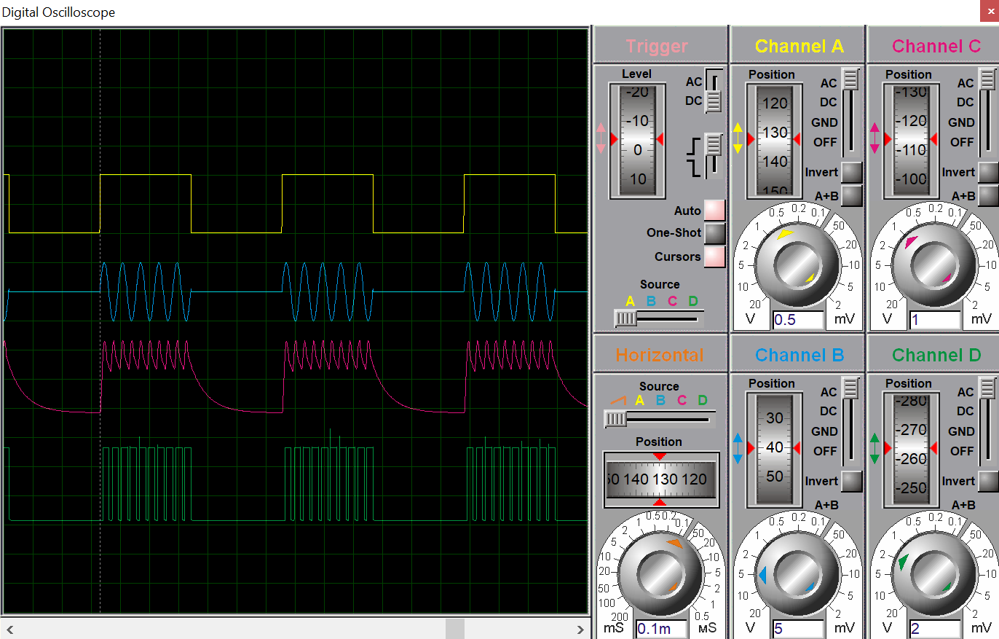 Digital Oscilloscope
Trigger
Level
-20
-10
0
10
AC
DC
Auto
One-Shot
Cursors
Source
A B C D
Channel A
Position
120
130
140
150
AC
DC
GND
OFF
Invert
A+B
20 10 5 2 1 0.5 0.2 0.1 50 20 10 5 2
V
0.5
mV
Channel C
Position
-130
-120
-110
-100
AC
DC
GND
OFF
Invert
A+B
20 10 5 2 1 0.5 0.2 0.1 50 20 10 5 2
V
1
mV
Horizontal
Source
A B C D
Position
140 130 120
200 100 50 20 10 5 2 1 0.5 0.2 0.1 50 20 10 5 2 1 0.5
mS
0.1m
мS
Channel B
Position
30
40
50
AC
DC
GND
OFF
Invert
A+B
20 10 5 2 1 0.5 0.2 0.1 50 20 10 5 2
V
5
mV
Channel D
Position
-280
-270
-260
-250
AC
DC
GND
OFF
Invert
A+B
20 10 5 2 1 0.5 0.2 0.1 50 20 10 5 2
V
2
mV